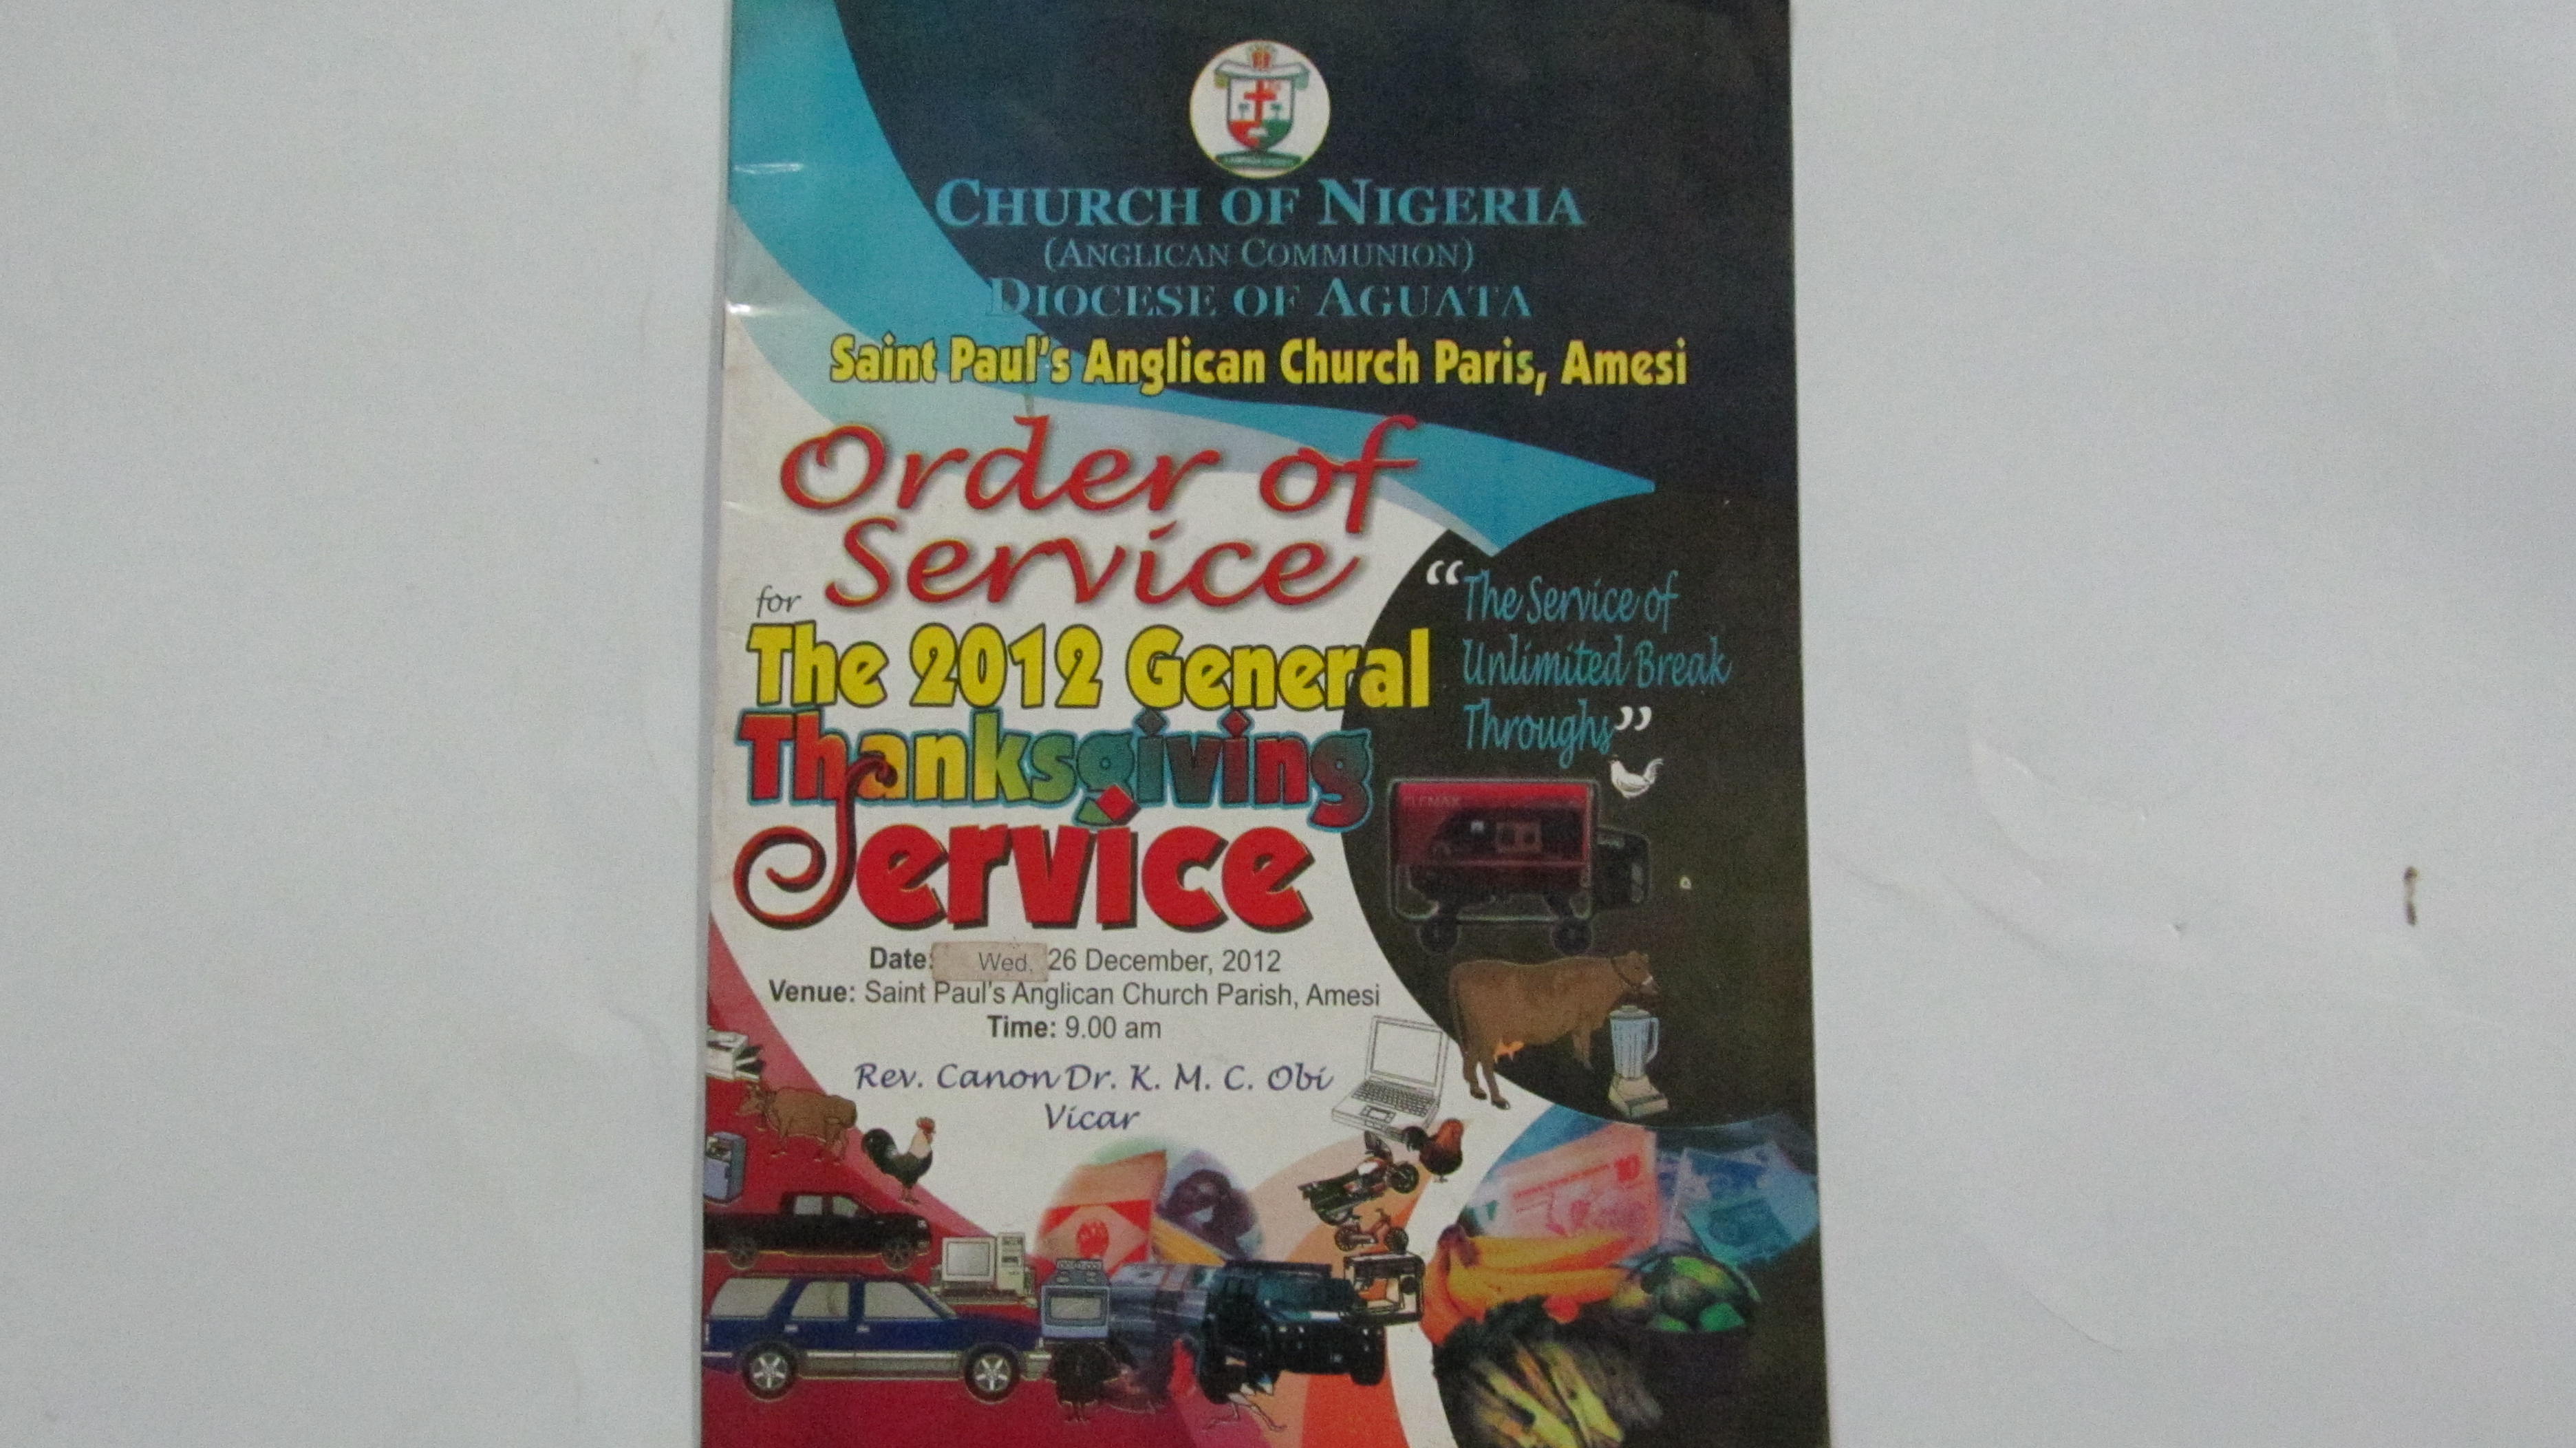 CHURCH OF NIGERIA
(ANGLICAN COMMUNION)
DIOCESE OF AGUATA
Saint Paul's Anglican Church Paris, Amesi
Order of
Service
for
The 2012 General
Thanksgiving
Service
"The Service of
Unlimited Break
Throughs"
Date: Wed. 26 December, 2012
Venue: Saint Paul's Anglican Church Parish, Amesi
Time: 9.00 am
Rev. Canon Dr. K. M. C. Obi
Vicar